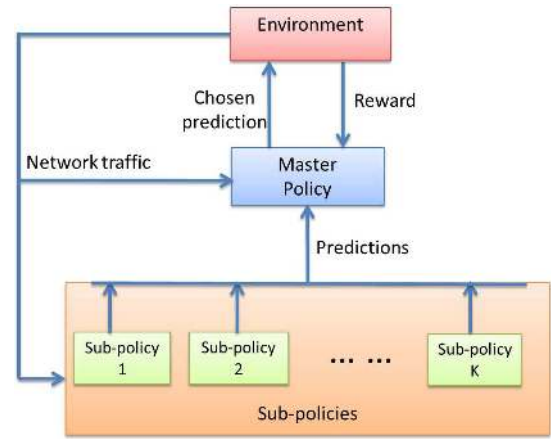 Environment
Chosen
prediction
Reward
Network traffic
Master
Policy
Predictions
Sub-policy
1
Sub-policy
2
... ...
Sub-policy
K
Sub-policies